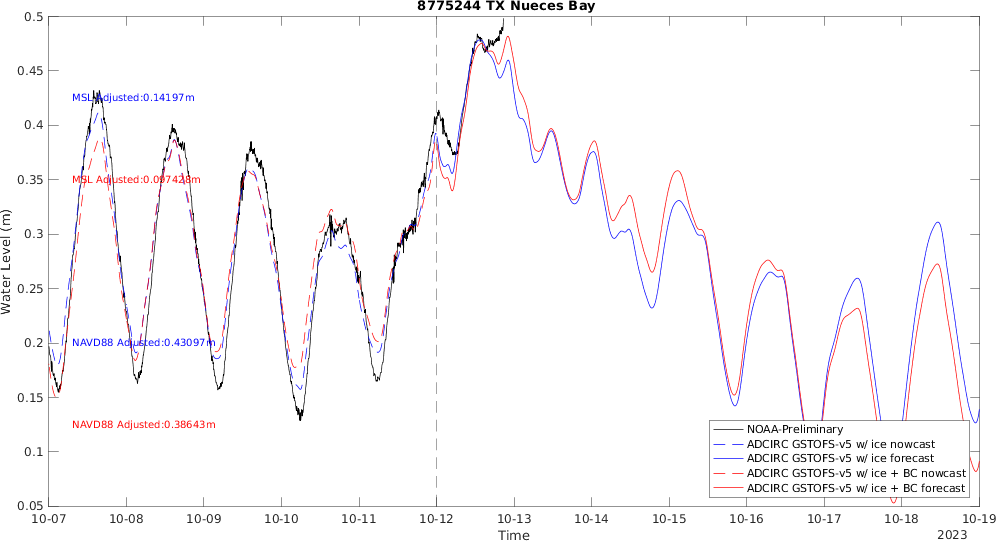 8775244 TX Nueces Bay
0.5
0.45
0.4
0.35
0.3
0.25
0.2
0.15
0.1
0.05
Water Level (m)
MSL Adjusted:0.14197m
MSL Adjusted:0.097428m
NAVD88 Adjusted:0.43097m
NAVD88 Adjusted:0.38643m
NOAA-Preliminary
ADCIRC GSTOFS-v5 w/ ice nowcast
ADCIRC GSTOFS-v5 w/ ice forecast
ADCIRC GSTOFS-v5 w/ ice + BC nowcast
ADCIRC GSTOFS-v5 w/ ice + BC forecast
10-07 10-08 10-09 10-10 10-11 10-12 10-13 10-14 10-15 10-16 10-17 10-18 10-19
Time
2023